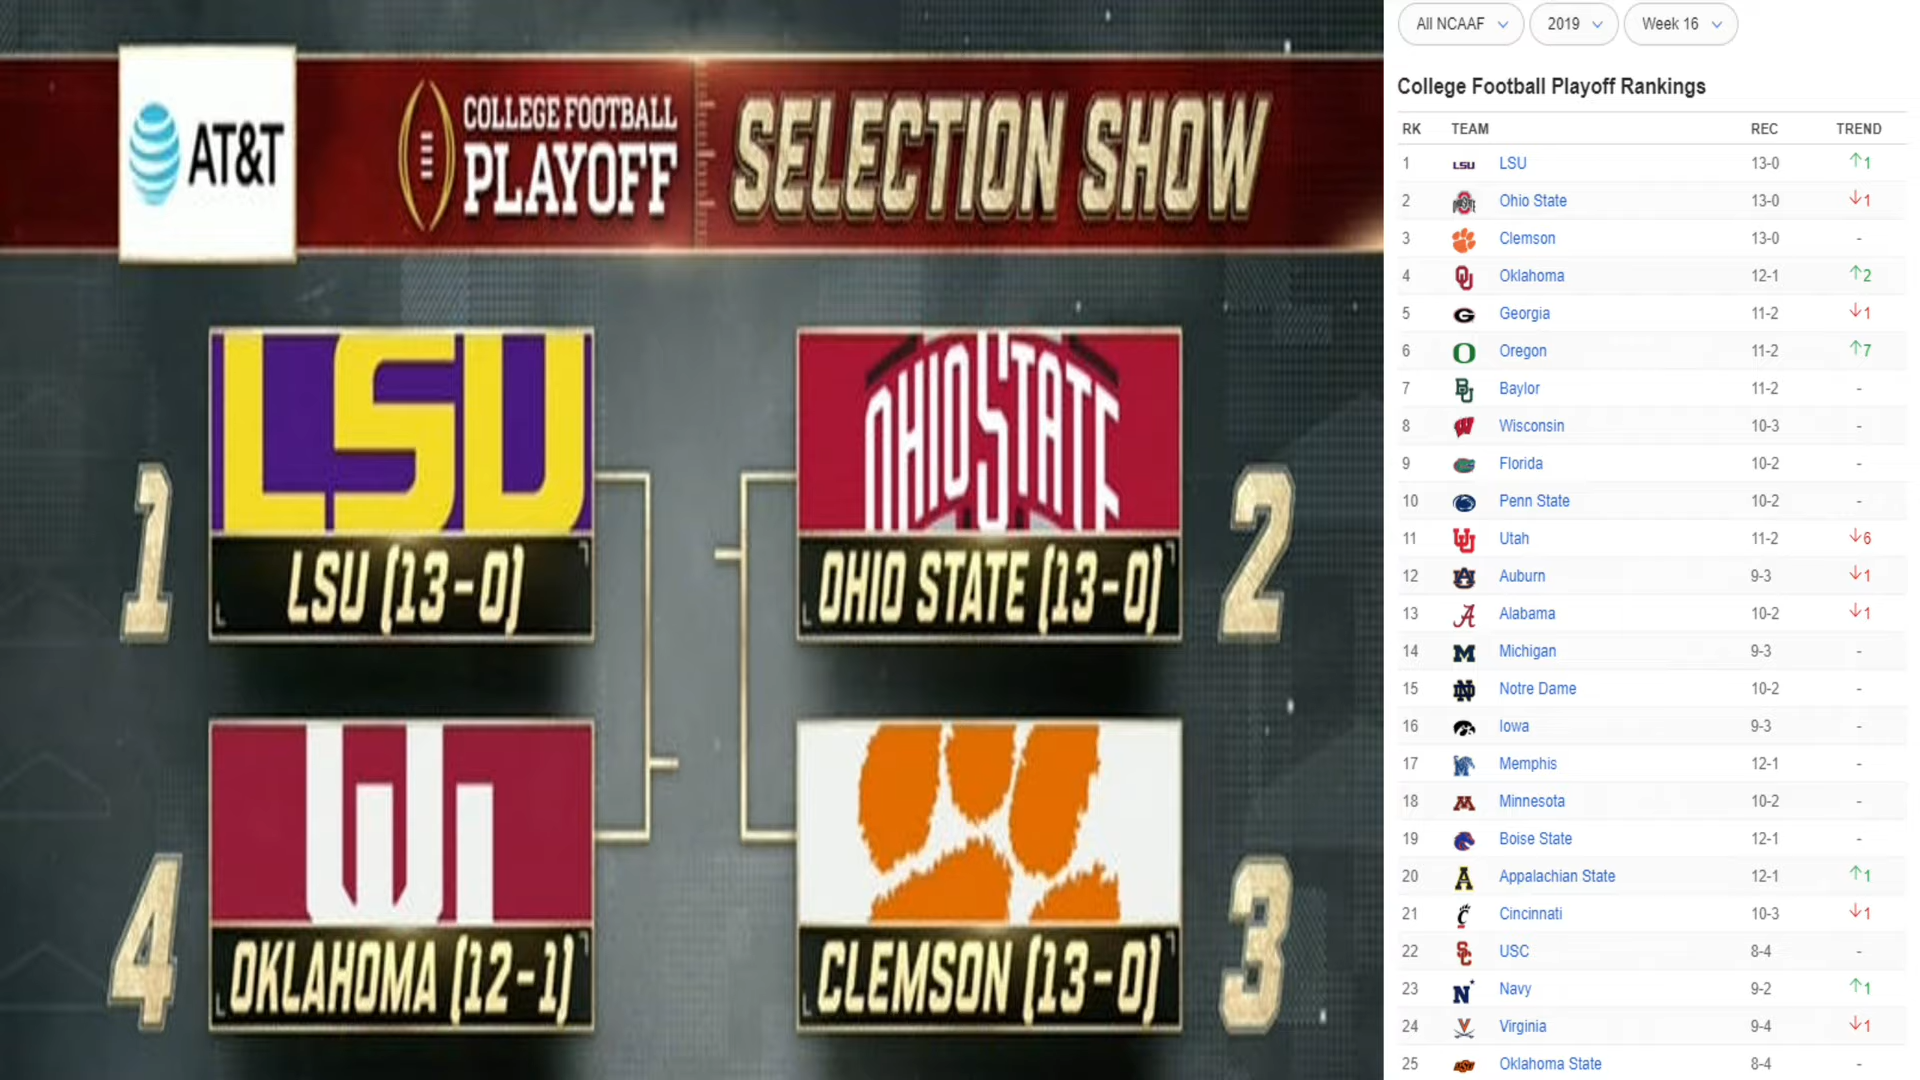 AT&T
COLLEGE FOOTBALL
PLAYOFF
SELECTION SHOW
1
LSU
LSU (13-0)
OHIO STATE
OHIO STATE (13-0)
2
4
OKLAHOMA (12-1)
CLEMSON (13-0)
3
All NCAAF 2019 Week 16
College Football Playoff Rankings
RK TEAM REC TREND
1 LSU LSU 13-0 ↑1
2 Ohio State 13-0 ↓1
3 Clemson 13-0 -
4 OU Oklahoma 12-1 ↑2
5 G Georgia 11-2 ↓1
6 O Oregon 11-2 ↑7
7 BU Baylor 11-2 -
8 W Wisconsin 10-3 -
9 Florida 10-2 -
10 Penn State 10-2 -
11 UU Utah 11-2 ↓6
12 AU Auburn 9-3 ↓1
13 A Alabama 10-2 ↓1
14 M Michigan 9-3 -
15 ND Notre Dame 10-2 -
16 Iowa 9-3 -
17 M Memphis 12-1 -
18 M Minnesota 10-2 -
19 Boise State 12-1 -
20 A Appalachian State 12-1 ↑1
21 C Cincinnati 10-3 ↓1
22 SC USC 8-4 -
23 N Navy 9-2 ↑1
24 V Virginia 9-4 ↓1
25 Oklahoma State 8-4 -